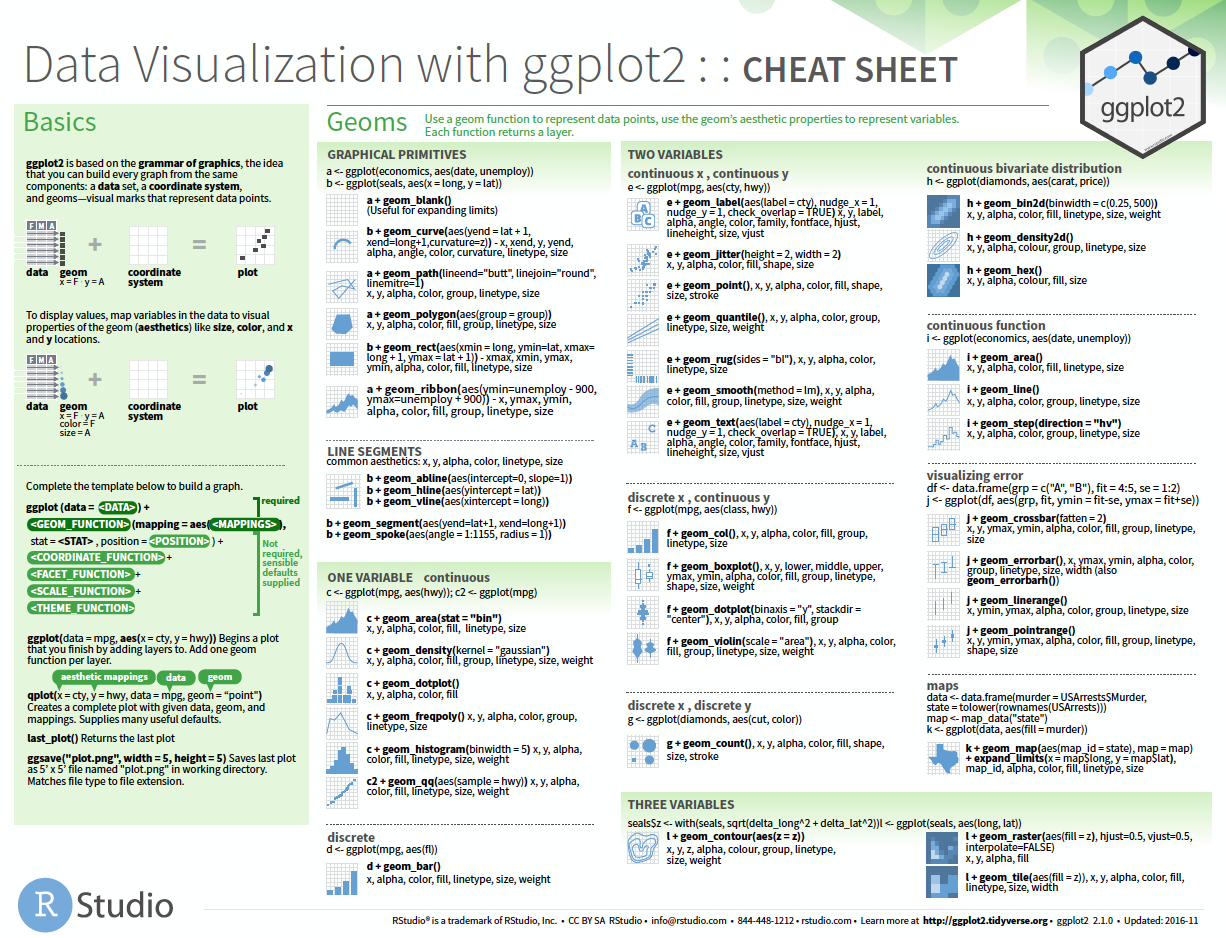 Data Visualization with ggplot2 : : CHEAT SHEET
ggplot2
Basics
ggplot2 is based on the grammar of graphics, the idea
that you can build every graph from the same
components: a data set, a coordinate system,
and geoms—visual marks that represent data points.
F M A
+
=
data geom coordinate plot
x = F · y = A system
To display values, map variables in the data to visual
properties of the geom (aesthetics) like size, color, and x
and y locations.
F M A
+
=
data geom coordinate plot
x = F · y = A system
color = F
size = A
Complete the template below to build a graph.
required
ggplot (data = <DATA>) +
<GEOM_FUNCTION> (mapping = aes(<MAPPINGS>),
stat = <STAT> , position = <POSITION>) +
<COORDINATE_FUNCTION> +
<FACET_FUNCTION> +
<SCALE_FUNCTION> +
<THEME_FUNCTION>
Not
required,
sensible
defaults
supplied
ggplot(data = mpg, aes(x = cty, y = hwy)) Begins a plot
that you finish by adding layers to. Add one geom
function per layer.
aesthetic mappings data geom
qplot(x = cty, y = hwy, data = mpg, geom = “point")
Creates a complete plot with given data, geom, and
mappings. Supplies many useful defaults.
last_plot() Returns the last plot
ggsave("plot.png", width = 5, height = 5) Saves last plot
as 5’ x 5’ file named "plot.png" in working directory.
Matches file type to file extension.
R Studio
Geoms
Use a geom function to represent data points, use the geom’s aesthetic properties to represent variables.
Each function returns a layer.
GRAPHICAL PRIMITIVES
a <- ggplot(economics, aes(date, unemploy))
b <- ggplot(seals, aes(x = long, y = lat))
a + geom_blank()
(Useful for expanding limits)
b + geom_curve(aes(yend = lat + 1,
xend=long+1,curvature=z)) - x, xend, y, yend,
alpha, angle, color, curvature, linetype, size
a + geom_path(lineend="butt", linejoin="round",
linemitre=1)
x, y, alpha, color, group, linetype, size
a + geom_polygon(aes(group = group))
x, y, alpha, color, fill, group, linetype, size
b + geom_rect(aes(xmin = long, ymin=lat, xmax=
long + 1, ymax = lat + 1)) - xmax, xmin, ymax,
ymin, alpha, color, fill, linetype, size
a + geom_ribbon(aes(ymin=unemploy - 900,
ymax=unemploy + 900)) - x, ymax, ymin,
alpha, color, fill, group, linetype, size
LINE SEGMENTS
common aesthetics: x, y, alpha, color, linetype, size
b + geom_abline(aes(intercept=0, slope=1))
b + geom_hline(aes(yintercept = lat))
b + geom_vline(aes(xintercept = long))
b + geom_segment(aes(yend=lat+1, xend=long+1))
b + geom_spoke(aes(angle = 1:1155, radius = 1))
ONE VARIABLE continuous
c <- ggplot(mpg, aes(hwy)); c2 <- ggplot(mpg)
c + geom_area(stat = "bin")
x, y, alpha, color, fill, linetype, size
c + geom_density(kernel = "gaussian")
x, y, alpha, color, fill, group, linetype, size, weight
c + geom_dotplot()
x, y, alpha, color, fill
c + geom_freqpoly() x, y, alpha, color, group,
linetype, size
c + geom_histogram(binwidth = 5) x, y, alpha,
color, fill, linetype, size, weight
c2 + geom_qq(aes(sample = hwy)) x, y, alpha,
color, fill, linetype, size, weight
discrete
d <- ggplot(mpg, aes(fl))
d + geom_bar()
x, alpha, color, fill, linetype, size, weight
TWO VARIABLES
continuous x , continuous y
e <- ggplot(mpg, aes(cty, hwy))
A B C
e + geom_label(aes(label = cty), nudge_x = 1,
nudge_y = 1, check_overlap = TRUE) x, y, label,
alpha, angle, color, family, fontface, hjust,
lineheight, size, vjust
e + geom_jitter(height = 2, width = 2)
x, y, alpha, color, fill, shape, size
e + geom_point(), x, y, alpha, color, fill, shape,
size, stroke
e + geom_quantile(), x, y, alpha, color, group,
linetype, size, weight
e + geom_rug(sides = "bl"), x, y, alpha, color,
linetype, size
e + geom_smooth(method = lm), x, y, alpha,
color, fill, group, linetype, size, weight
A B C
e + geom_text(aes(label = cty), nudge_x = 1,
nudge_y = 1, check_overlap = TRUE), x, y, label,
alpha, angle, color, family, fontface, hjust,
lineheight, size, vjust
discrete x , continuous y
f <- ggplot(mpg, aes(class, hwy))
f + geom_col(), x, y, alpha, color, fill, group,
linetype, size
f + geom_boxplot(), x, y, lower, middle, upper,
ymax, ymin, alpha, color, fill, group, linetype,
shape, size, weight
f + geom_dotplot(binaxis = "y", stackdir =
"center"), x, y, alpha, color, fill, group
f + geom_violin(scale = "area"), x, y, alpha, color,
fill, group, linetype, size, weight
discrete x , discrete y
g <- ggplot(diamonds, aes(cut, color))
g + geom_count(), x, y, alpha, color, fill, shape,
size, stroke
continuous bivariate distribution
h <- ggplot(diamonds, aes(carat, price))
h + geom_bin2d(binwidth = c(0.25, 500))
x, y, alpha, color, fill, linetype, size, weight
h + geom_density2d()
x, y, alpha, colour, group, linetype, size
h + geom_hex()
x, y, alpha, colour, fill, size
continuous function
i <- ggplot(economics, aes(date, unemploy))
i + geom_area()
x, y, alpha, color, fill, linetype, size
i + geom_line()
x, y, alpha, color, group, linetype, size
i + geom_step(direction = "hv")
x, y, alpha, color, group, linetype, size
visualizing error
df <- data.frame(grp = c("A", "B"), fit = 4:5, se = 1:2)
j <- ggplot(df, aes(grp, fit, ymin = fit-se, ymax = fit+se))
j + geom_crossbar(fatten = 2)
x, y, ymax, ymin, alpha, color, fill, group, linetype,
size
j + geom_errorbar(), x, ymax, ymin, alpha, color,
group, linetype, size, width (also
geom_errorbarh())
j + geom_linerange()
x, ymin, ymax, alpha, color, group, linetype, size
j + geom_pointrange()
x, y, ymin, ymax, alpha, color, fill, group, linetype,
shape, size
maps
data <- data.frame(murder = USArrests$Murder,
state = tolower(rownames(USArrests)))
map <- map_data("state")
k <- ggplot(data, aes(fill = murder))
k + geom_map(aes(map_id = state), map = map)
+ expand_limits(x = map$long, y = map$lat),
map_id, alpha, color, fill, linetype, size
THREE VARIABLES
seals$z <- with(seals, sqrt(delta_long^2 + delta_lat^2))l <- ggplot(seals, aes(long, lat))
l + geom_contour(aes(z = z))
x, y, z, alpha, colour, group, linetype,
size, weight
l + geom_raster(aes(fill = z), hjust=0.5, vjust=0.5,
interpolate=FALSE)
x, y, alpha, fill
l + geom_tile(aes(fill = z)), x, y, alpha, color, fill,
linetype, size, width
RStudio® is a trademark of RStudio, Inc. • CC BY SA RStudio • info@rstudio.com • 844-448-1212 • rstudio.com • Learn more at http://ggplot2.tidyverse.org • ggplot2 2.1.0 • Updated: 2016-11